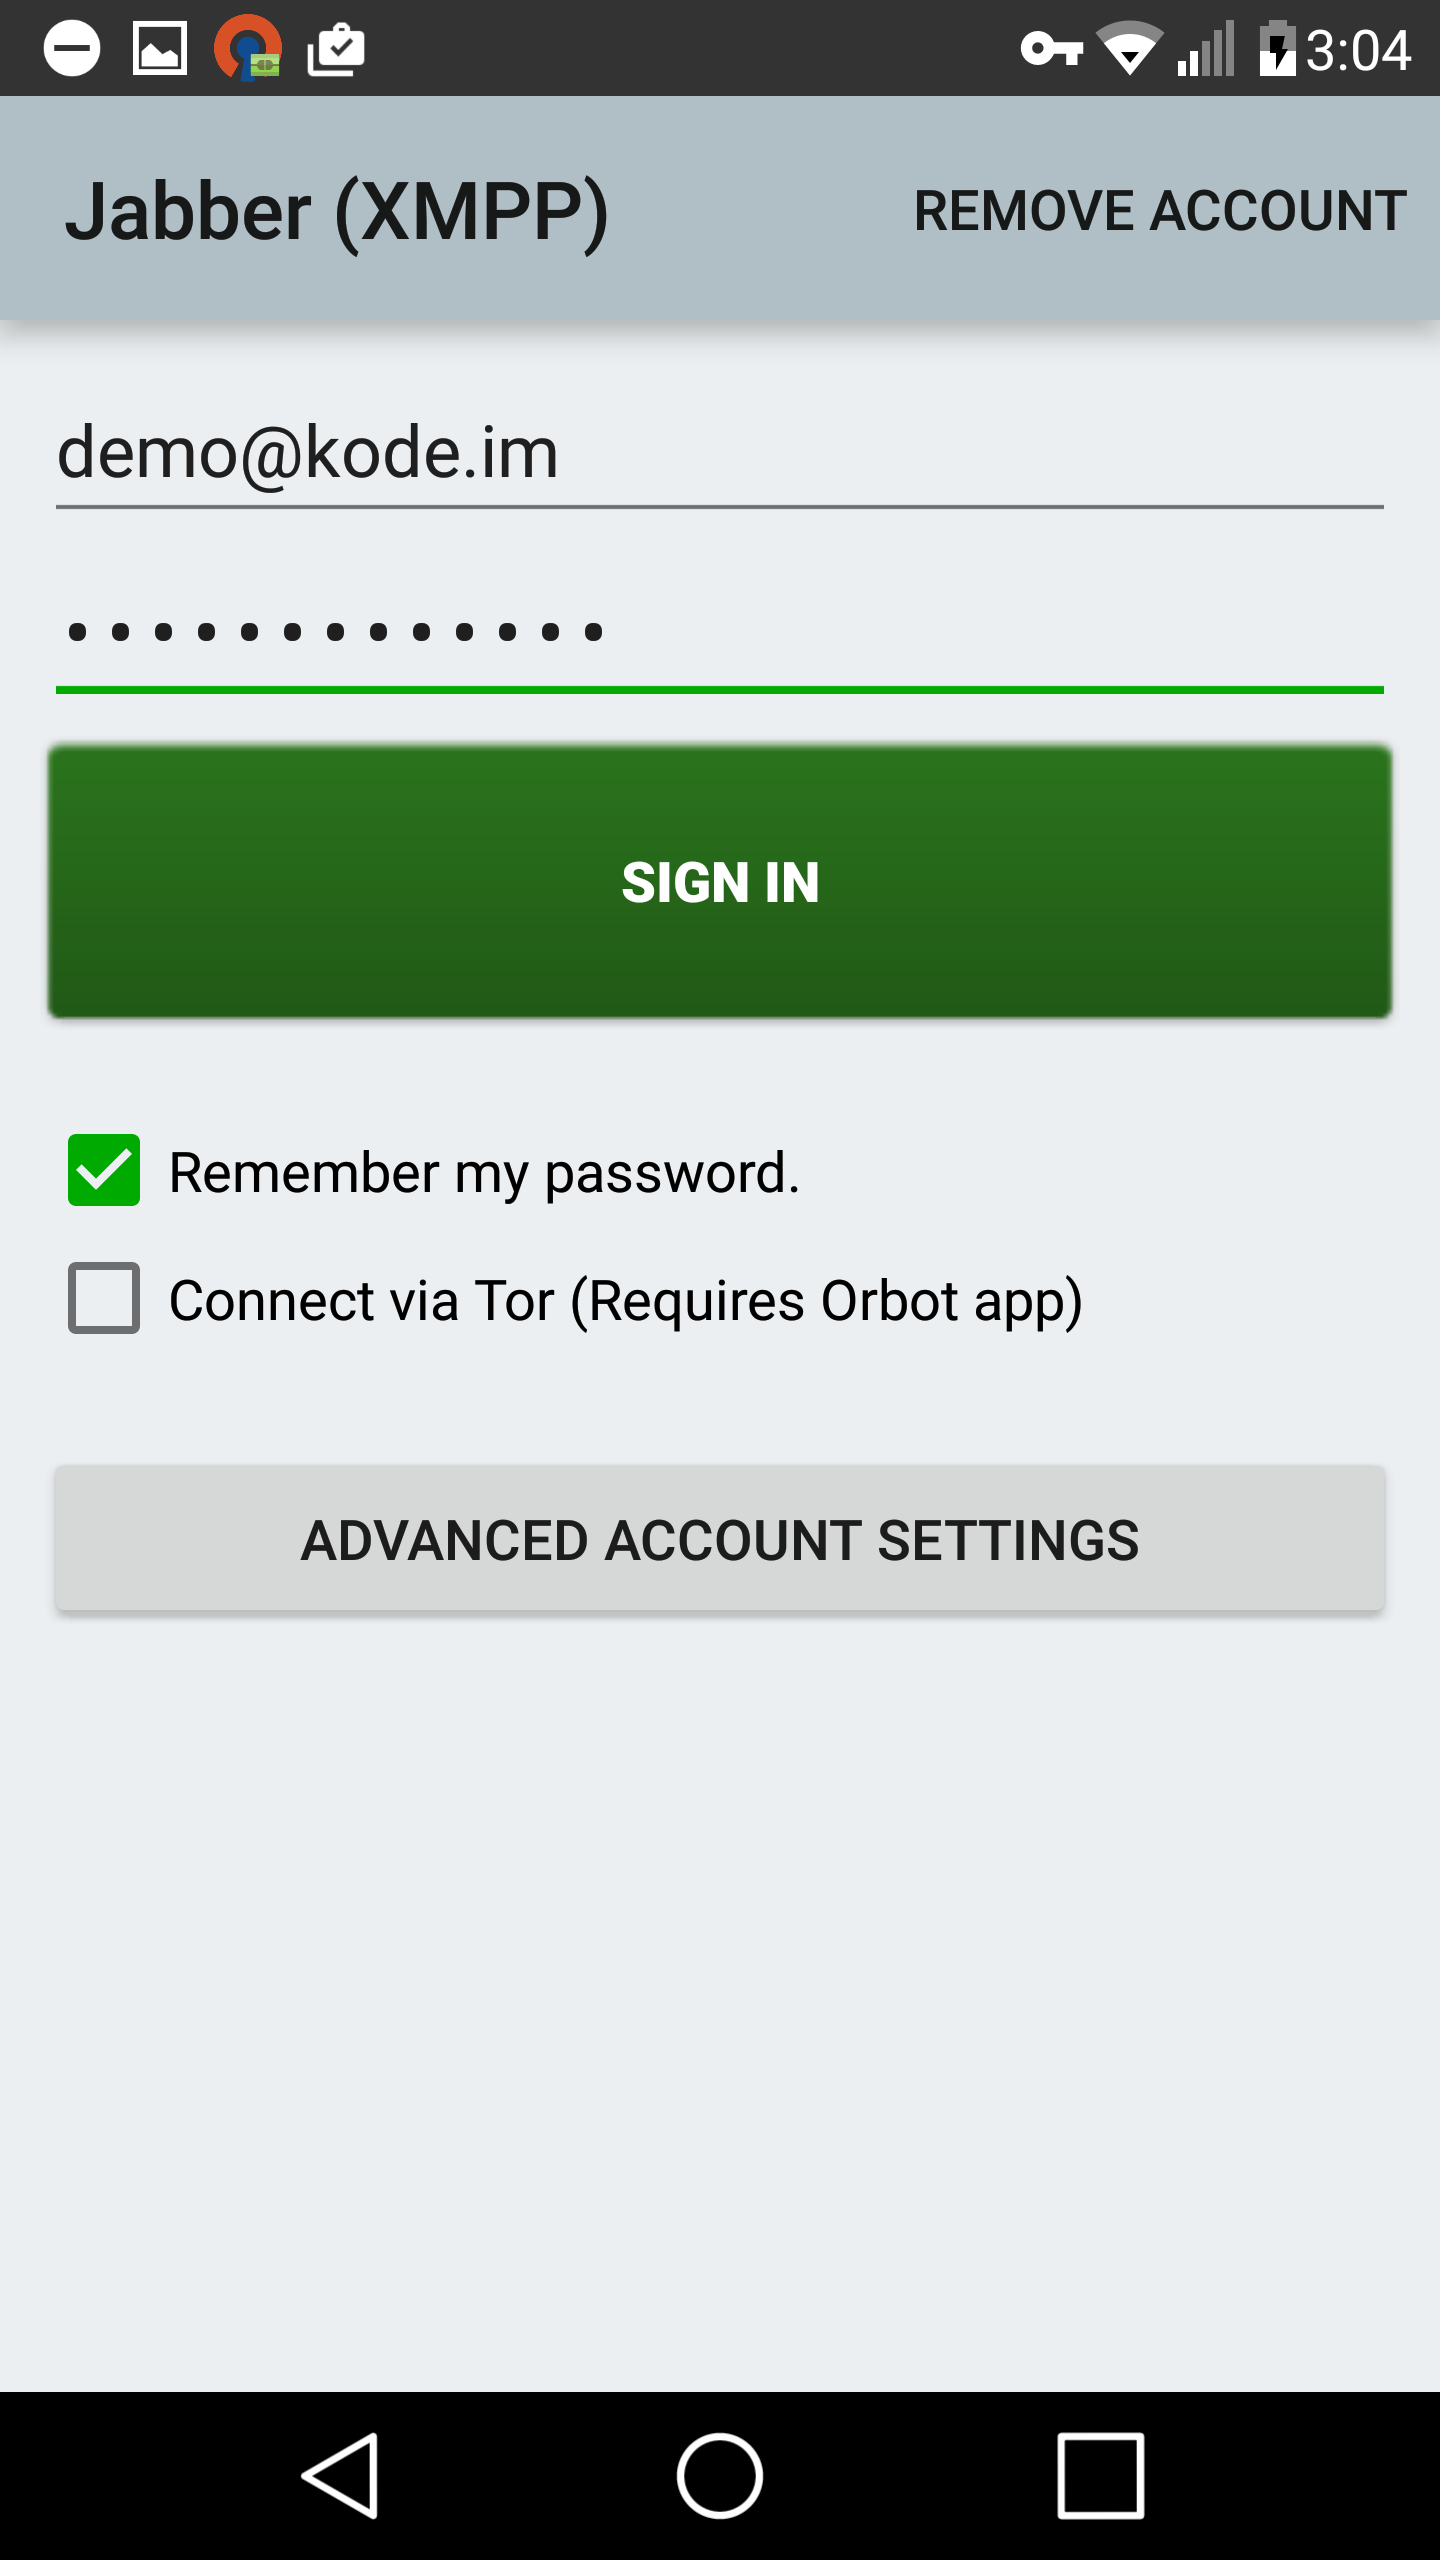 3:04
Jabber (XMPP)
REMOVE ACCOUNT
demo@kode.im
•••••••••••••
SIGN IN
Remember my password.
Connect via Tor (Requires Orbot app)
ADVANCED ACCOUNT SETTINGS